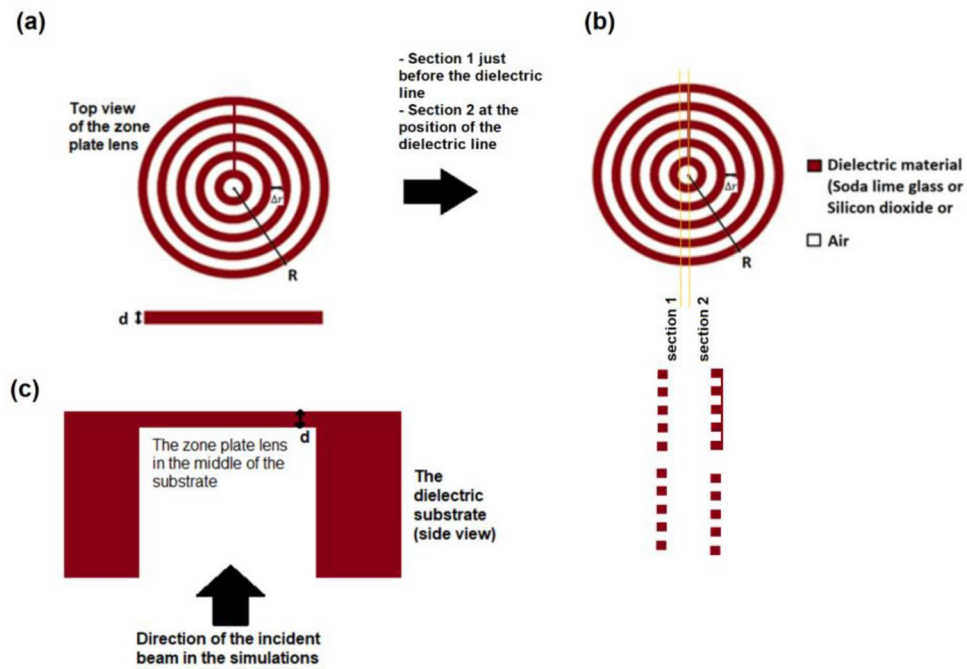 (a)
Top view
of the zone
plate lens
Δr
R
d
- Section 1 just
before the dielectric
line
- Section 2 at the
position of the
dielectric line
(b)
Δr
R
Dielectric material
(Soda lime glass or
Silicon dioxide or
Air
section 1
section 2
(c)
d
The zone plate lens
in the middle of the
substrate
The
dielectric
substrate
(side view)
Direction of the incident
beam in the simulations